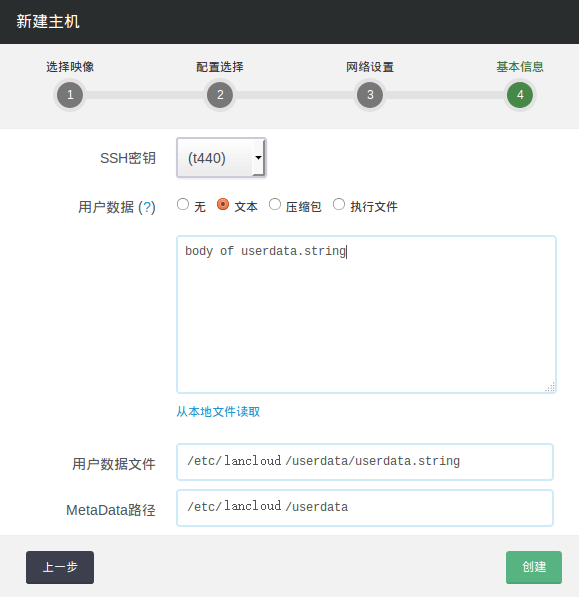 新建主机
选择映像 配置选择 网络设置 基本信息
1 2 3 4
SSH密钥 (t440)
用户数据 (?) 无 文本 压缩包 执行文件
body of userdata.string
从本地文件读取
用户数据文件 /etc/lancloud/userdata/userdata.string
MetaData路径 /etc/lancloud/userdata
上一步 创建